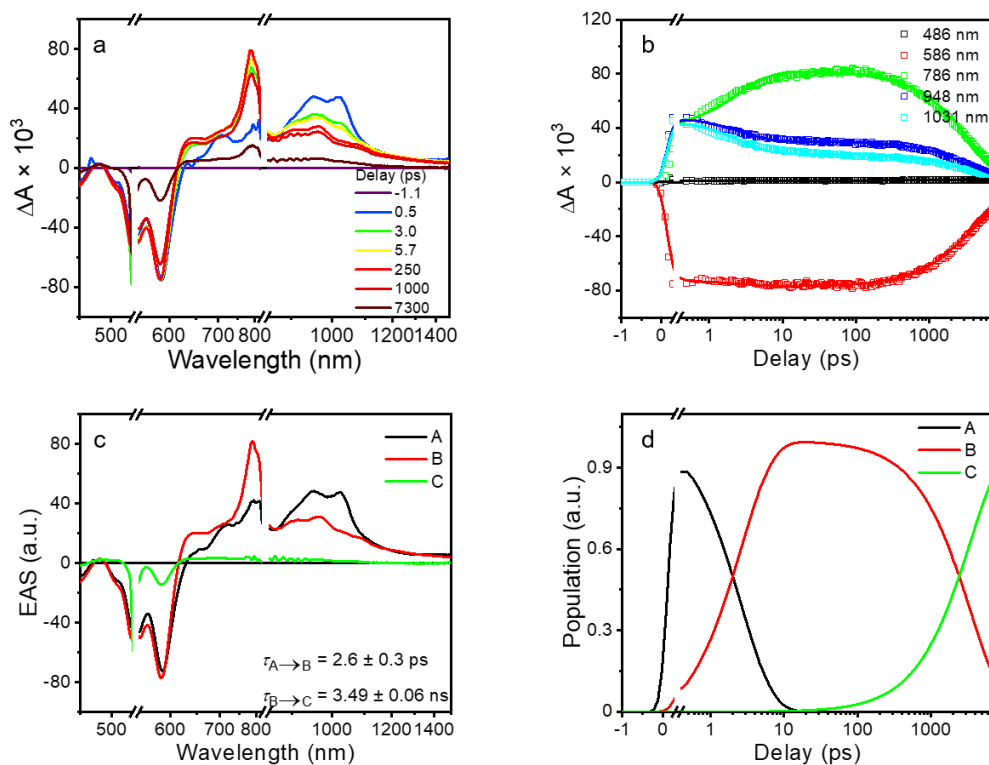 a
80
40
0
-40
-80
ΔA × 10³
500
600
700
800
1000
1200
1400
Wavelength (nm)
Delay (ps)
-1.1
0.5
3.0
5.7
250
1000
7300
b
120
80
40
0
-40
-80
ΔA × 10³
-1
0
1
10
100
1000
Delay (ps)
486 nm
586 nm
786 nm
948 nm
1031 nm
c
80
40
0
-40
-80
EAS (a.u.)
500
600
700
800
1000
1200
1400
Wavelength (nm)
A
B
C
τA→B = 2.6 ± 0.3 ps
τB→C = 3.49 ± 0.06 ns
d
0.9
0.6
0.3
0
Population (a.u.)
-1
0
1
10
100
1000
Delay (ps)
A
B
C